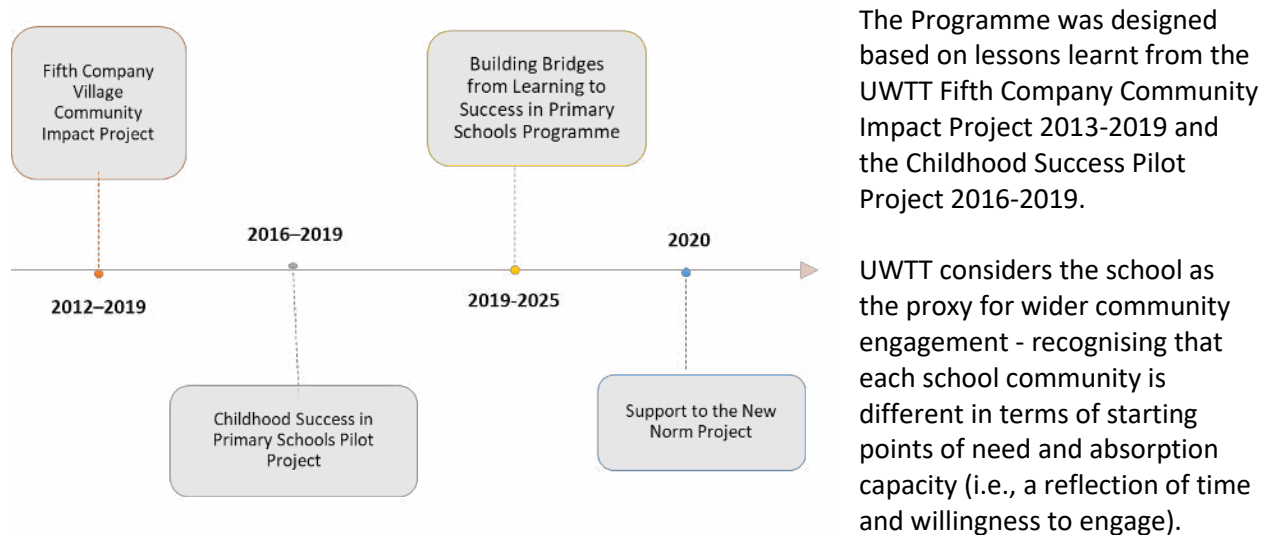 Fifth Company
Village
Community
Impact Project
Building Bridges
from Learning to
Success in Primary
Schools Programme
2016–2019
2020
2012–2019
2019-2025
Childhood Success in
Primary Schools Pilot
Project
Support to the New
Norm Project
The Programme was designed
based on lessons learnt from the
UWTT Fifth Company Community
Impact Project 2013-2019 and
the Childhood Success Pilot
Project 2016-2019.
UWTT considers the school as
the proxy for wider community
engagement - recognising that
each school community is
different in terms of starting
points of need and absorption
capacity (i.e., a reflection of time
and willingness to engage).